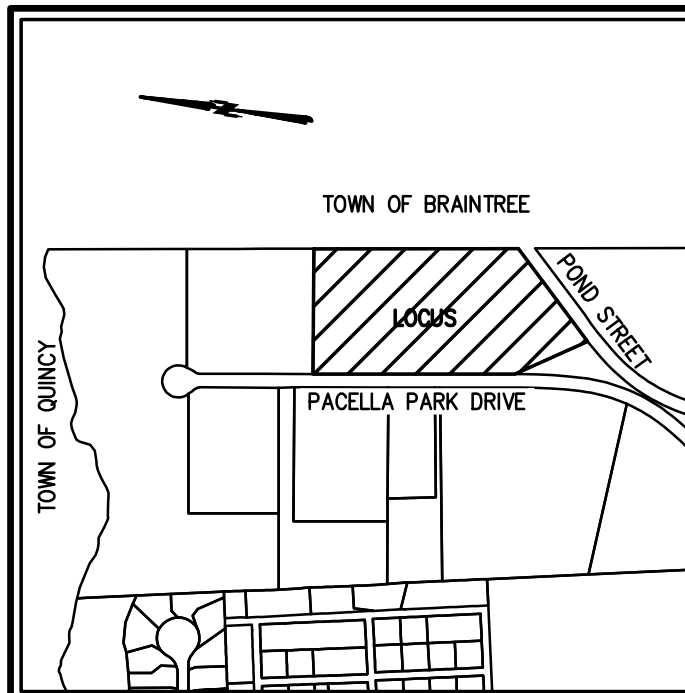 TOWN OF BRAINTREE
POND STREET
LOCUS
TOWN OF QUINCY
PACELLA PARK DRIVE